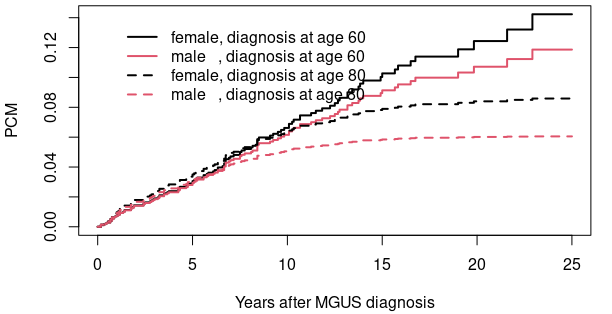 female, diagnosis at age 60
male , diagnosis at age 60
female, diagnosis at age 80
male , diagnosis at age 80
PCM
0.00 0.04 0.08 0.12
0 5 10 15 20 25
Years after MGUS diagnosis